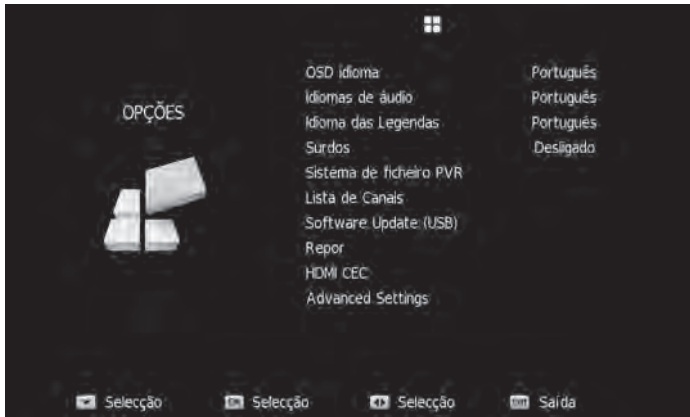 OPÇÕES
OSD idioma Português
Idiomas de áudio Português
Idioma das Legendas Português
Surdos Desligado
Sistema de ficheiro PVR
Lista de Canais
Software Update (USB)
Repor
HDMI CEC
Advanced Settings
Selecção Selecção Selecção Saída